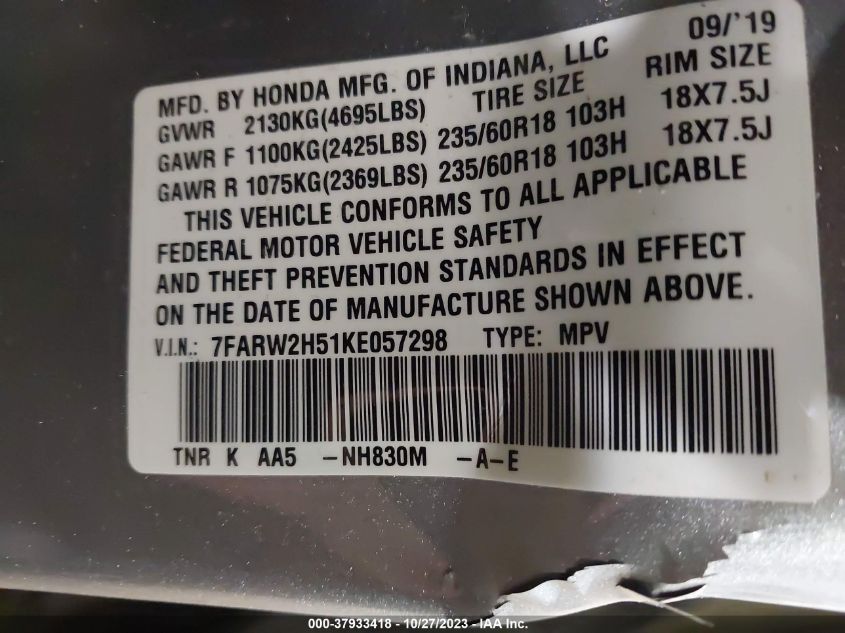 09/'19
MFD. BY HONDA MFG. OF INDIANA, LLC
GVWR 2130KG(4695LBS) TIRE SIZE RIM SIZE
GAWR F 1100KG(2425LBS) 235/60R18 103H 18X7.5J
GAWR R 1075KG(2369LBS) 235/60R18 103H 18X7.5J
THIS VEHICLE CONFORMS TO ALL APPLICABLE
FEDERAL MOTOR VEHICLE SAFETY
AND THEFT PREVENTION STANDARDS IN EFFECT
ON THE DATE OF MANUFACTURE SHOWN ABOVE.
V.I.N.: 7FARW2H51KE057298 TYPE: MPV
TNR K AA5 -NH830M -A-E
000-37933418 - 10/27/2023 - IAA Inc.